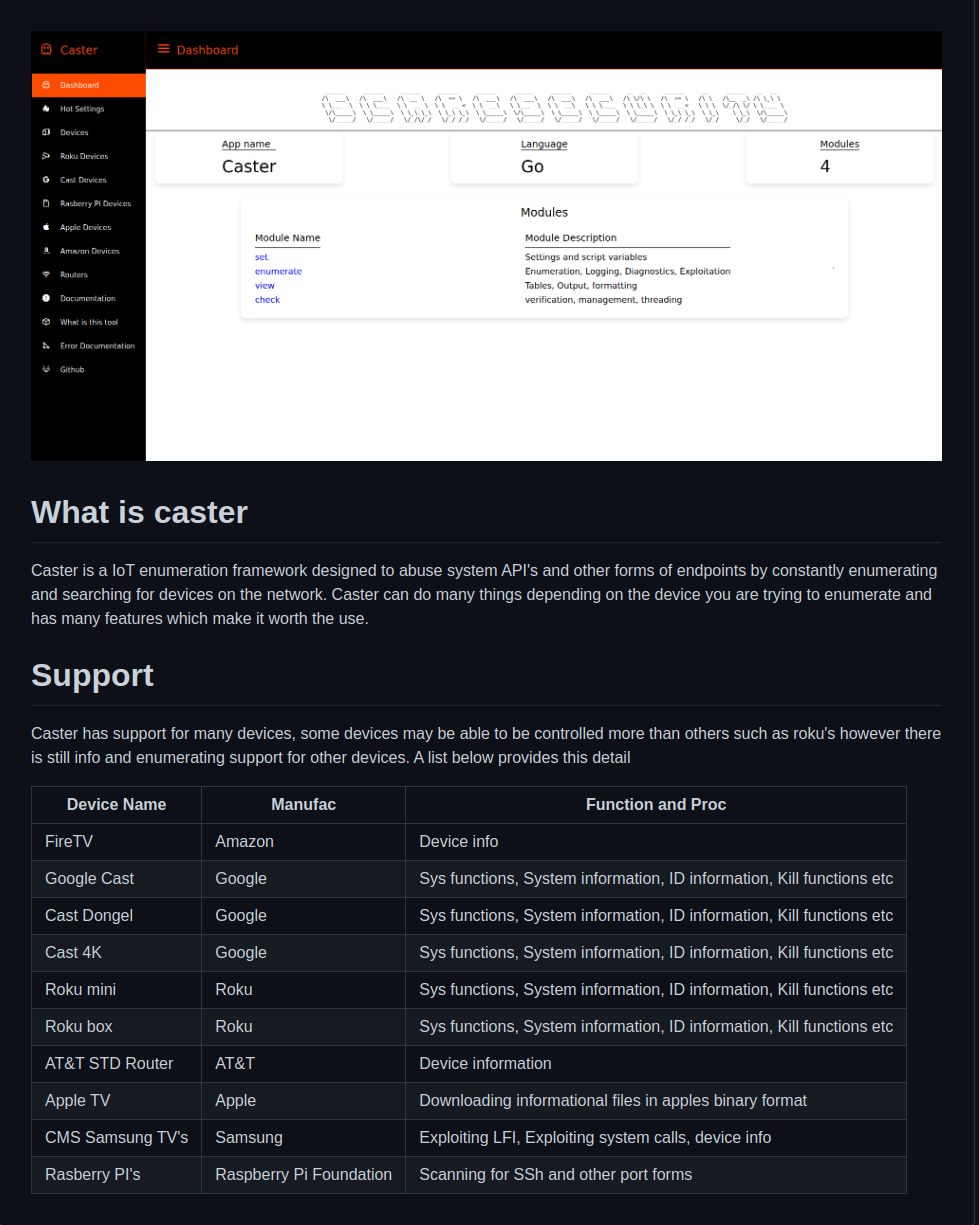 Caster
Dashboard
Dashboard
Hot Settings
Devices
Roku Devices
Cast Devices
Rasberry PI Devices
Apple Devices
Amazon Devices
Routers
Documentation
What is this tool
Error Documentation
Github
App name
Caster
Language
Go
Modules
4
Modules
Module Name Module Description
set Settings and script variables
enumerate Enumeration, Logging, Diagnostics, Exploitation
view Tables, Output, formatting
check verification, management, threading
What is caster
Caster is a IoT enumeration framework designed to abuse system API's and other forms of endpoints by constantly enumerating
and searching for devices on the network. Caster can do many things depending on the device you are trying to enumerate and
has many features which make it worth the use.
Support
Caster has support for many devices, some devices may be able to be controlled more than others such as roku's however there
is still info and enumerating support for other devices. A list below provides this detail
Device Name Manufac Function and Proc
FireTV Amazon Device info
Google Cast Google Sys functions, System information, ID information, Kill functions etc
Cast Dongel Google Sys functions, System information, ID information, Kill functions etc
Cast 4K Google Sys functions, System information, ID information, Kill functions etc
Roku mini Roku Sys functions, System information, ID information, Kill functions etc
Roku box Roku Sys functions, System information, ID information, Kill functions etc
AT&T STD Router AT&T Device information
Apple TV Apple Downloading informational files in apples binary format
CMS Samsung TV's Samsung Exploiting LFI, Exploiting system calls, device info
Rasberry PI's Raspberry Pi Foundation Scanning for SSh and other port forms